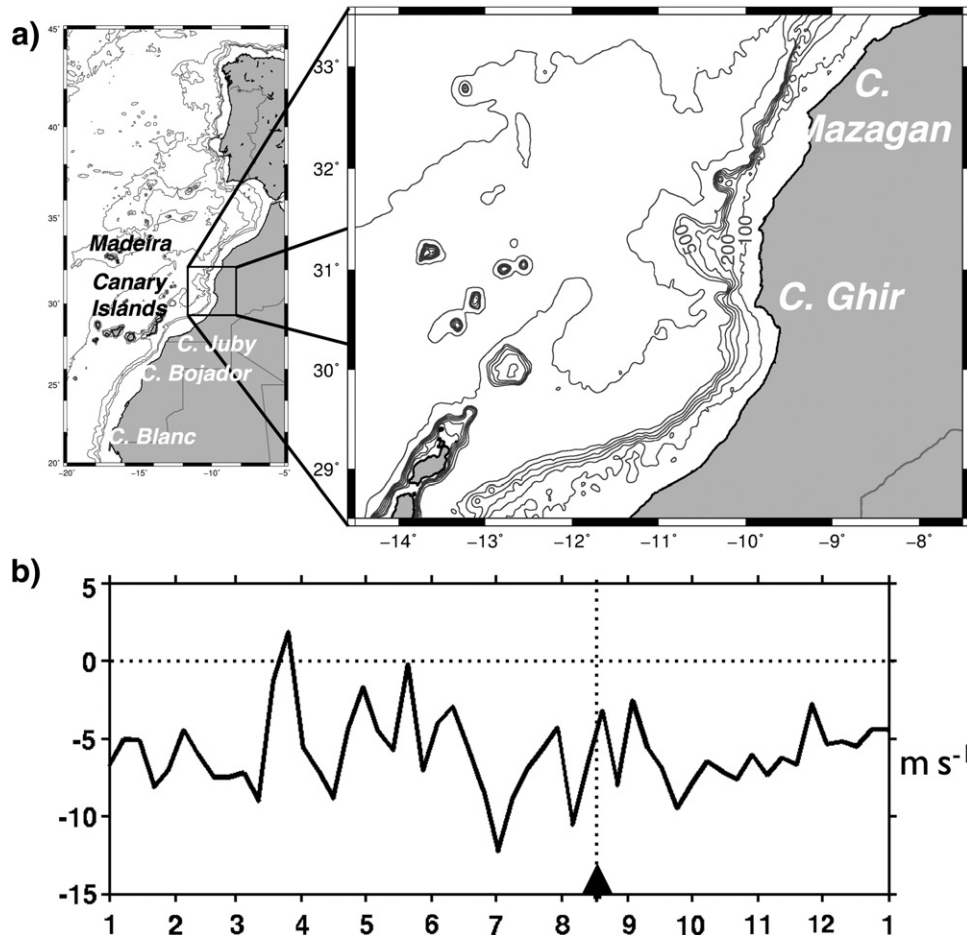 a)
45˚
40˚
35˚
30˚
25˚
20˚
−20˚ −15˚ −10˚ −5˚
Madeira
Canary
Islands
C. Juby
C. Bojador
C. Blanc
33˚
32˚
31˚
30˚
29˚
−14˚ −13˚ −12˚ −11˚ −10˚ −9˚ −8˚ −7˚
C.
Mazagan
500
200
100
C. Ghir
b)
5
0
-5
-10
-15
1 2 3 4 5 6 7 8 9 10 11 12 1
m s-1